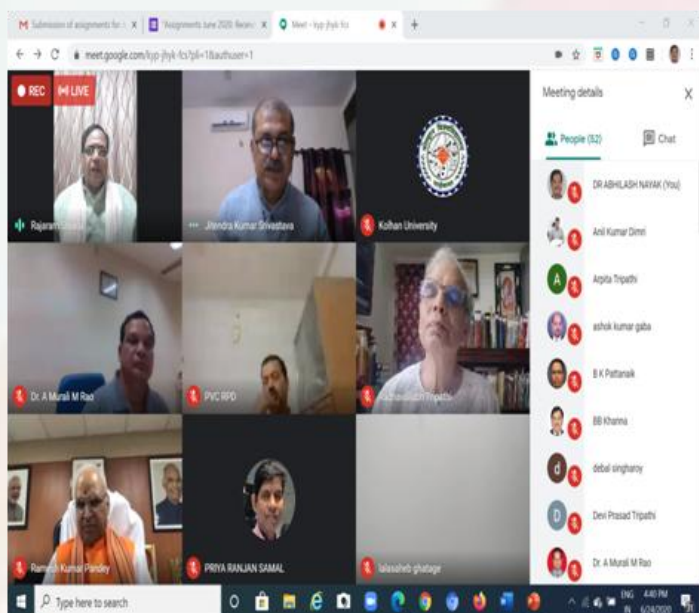 Submission of assignments for
"Assignments June 2020: Recei
Meet – kyp-jhyk-fcs
meet.google.com/kyp-jhyk-fcs?pli=1&authuser=1
REC LIVE
Jitendra Kumar Srivastava
Kolhan University
Dr. A Murali M Rao
PVC RPD
Ramesh Kumar Pandey
PRIYA RANJAN SAMAL
lalasaheb ghatage
Meeting details
People (52) Chat
DR ABHILASH NAYAK (You)
Anil Kumar Dimri
A Arpita Tripathi
ashok kumar gaba
B K Pattanaik
BB Khanna
d debal singharoy
D Devi Prasad Tripathi
Dr. A Murali M Rao
Type here to search
ENG 4:40 PM
6/24/2020